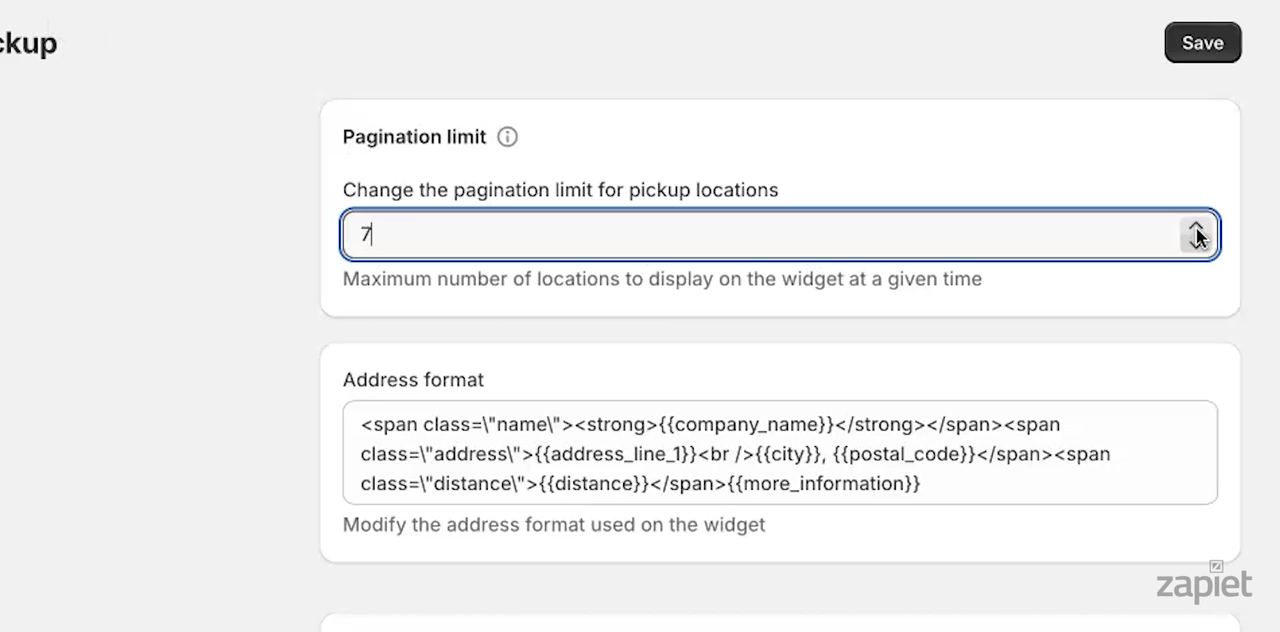 ckup
Save
Pagination limit
Change the pagination limit for pickup locations
7
Maximum number of locations to display on the widget at a given time
Address format
<span class=\"name\"><strong>{{company_name}}</strong></span><span
class=\"address\">{{address_line_1}}<br />{{city}}, {{postal_code}}</span><span
class=\"distance\">{{distance}}</span>{{more_information}}
Modify the address format used on the widget
zapiet